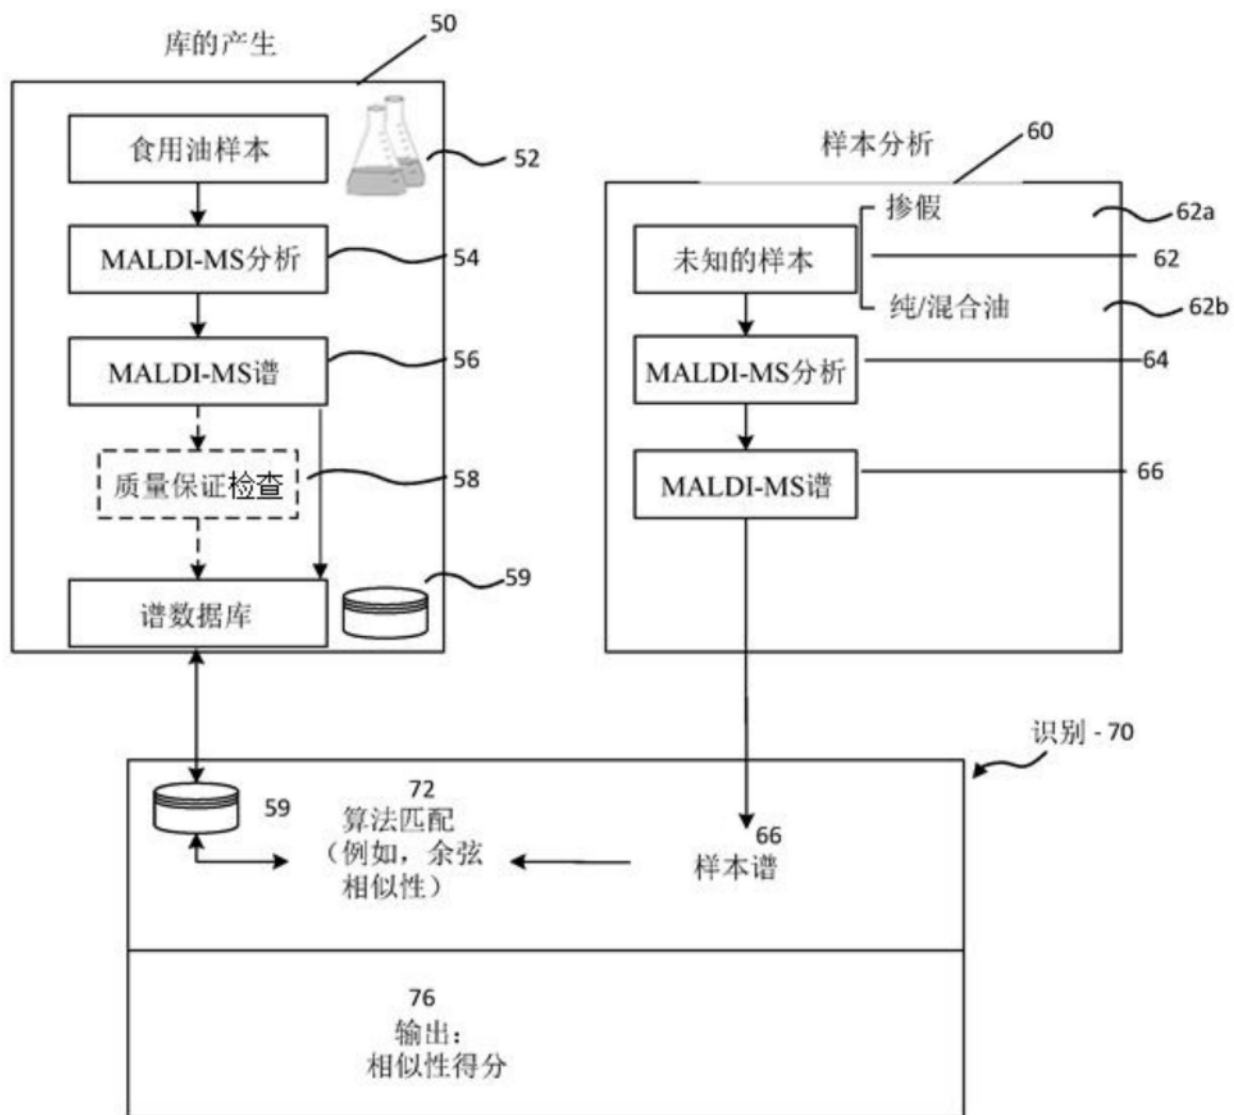 库的产生
50
食用油样本
52
MALDI-MS分析
54
MALDI-MS谱
56
质量保证检查
58
谱数据库
59
样本分析
60
掺假
62a
未知的样本
62
纯/混合油
62b
MALDI-MS分析
64
MALDI-MS谱
66
识别 - 70
59
72
算法匹配
（例如，余弦
相似性）
66
样本谱
76
输出：
相似性得分